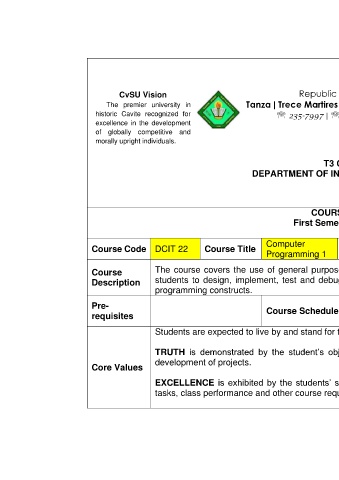 CvSU Vision
The premier university in
historic Cavite recognized for
excellence in the development
of globally competitive and
morally upright individuals.
Republic
Tanza | Trece Martires
☏ 235-7997 | ☏
T3
DEPARTMENT OF IN
COURS
First Seme
Course Code DCIT 22 Course Title Computer
Programming 1
Course
Description
The course covers the use of general purpos
students to design, implement, test and debu
programming constructs.
Pre-
requisites
Course Schedule
Students are expected to live by and stand for
TRUTH is demonstrated by the student's obj
development of projects.
Core Values
EXCELLENCE is exhibited by the students' s
tasks, class performance and other course requ